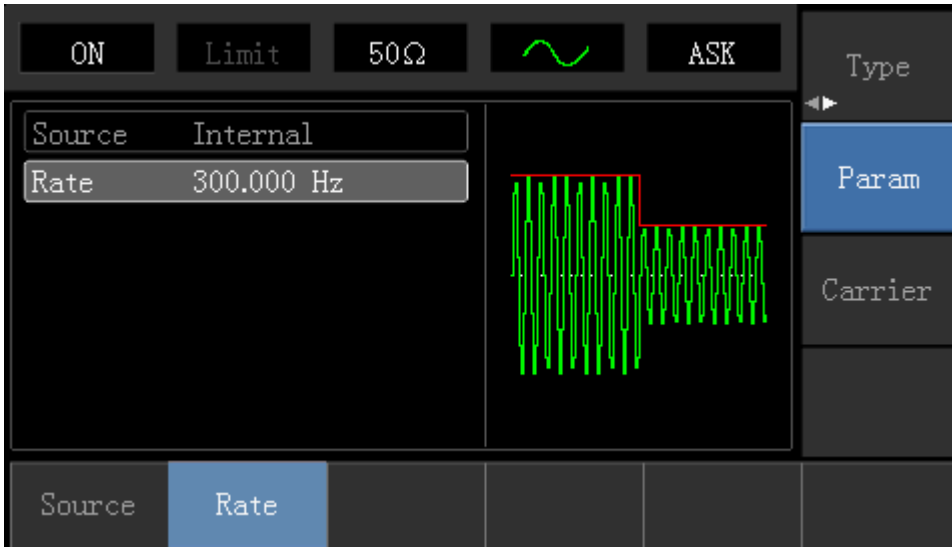 ON Limit 50Ω ASK
Type
Source Internal
Rate 300.000 Hz
Param
Carrier
Source Rate